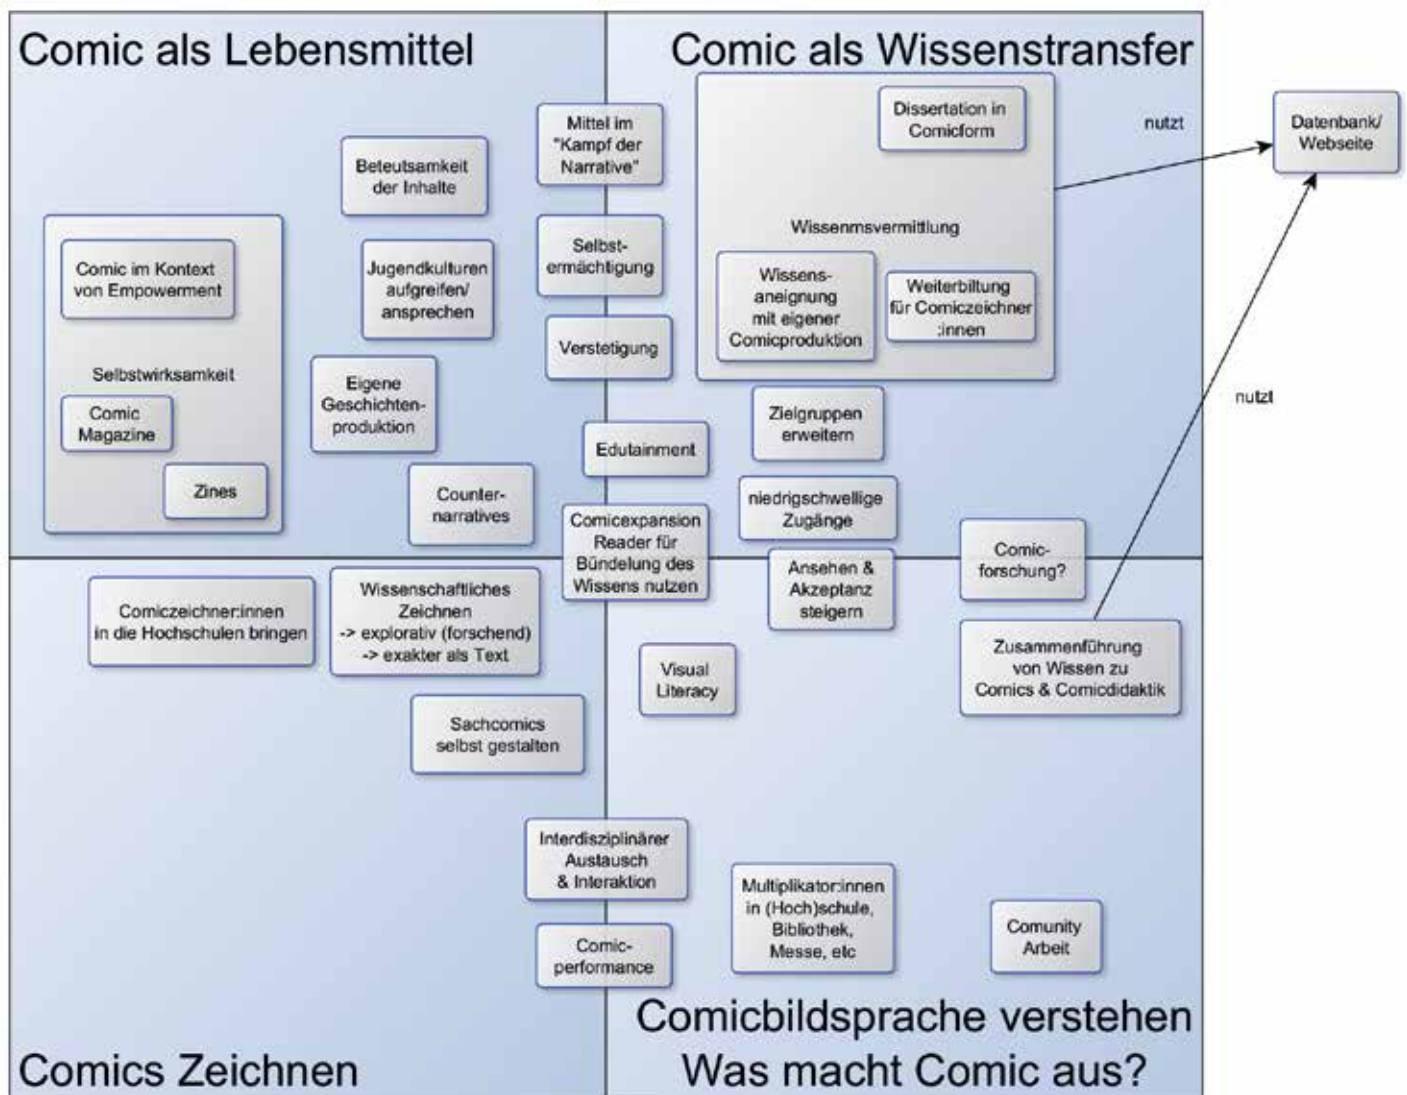 Comic als Lebensmittel
Comic als Wissenstransfer
Mittel im
"Kampf der
Narrative"
Dissertation in
Comicform
nutzt
Datenbank/
Webseite
Beteutsamkeit
der Inhalte
Selbst-
ermächtigung
Wissenmsvermittlung
Comic im Kontext
von Empowerment
Jugendkulturen
aufgreifen/
ansprechen
Wissens-
aneignung
mit eigener
Comicproduktion
Weiterbiltung
für Comiczeichner
:innen
Verstetigung
Selbstwirksamkeit
Eigene
Geschichten-
produktion
nutzt
Comic
Magazine
Zielgruppen
erweitern
Edutainment
Zines
Counter-
narratives
niedrigschwellige
Zugänge
Comicexpansion
Reader für
Bündelung des
Wissens nutzen
Comic-
forschung?
Ansehen &
Akzeptanz
steigern
Comiczeichner:innen
in die Hochschulen bringen
Wissenschaftliches
Zeichnen
-> explorativ (forschend)
-> exakter als Text
Visual
Literacy
Zusammenführung
von Wissen zu
Comics & Comicdidaktik
Sachcomics
selbst gestalten
Interdisziplinärer
Austausch
& Interaktion
Multiplikator:innen
in (Hoch)schule,
Bibliothek,
Messe, etc
Comunity
Arbeit
Comic-
performance
Comics Zeichnen
Comicbildsprache verstehen
Was macht Comic aus?